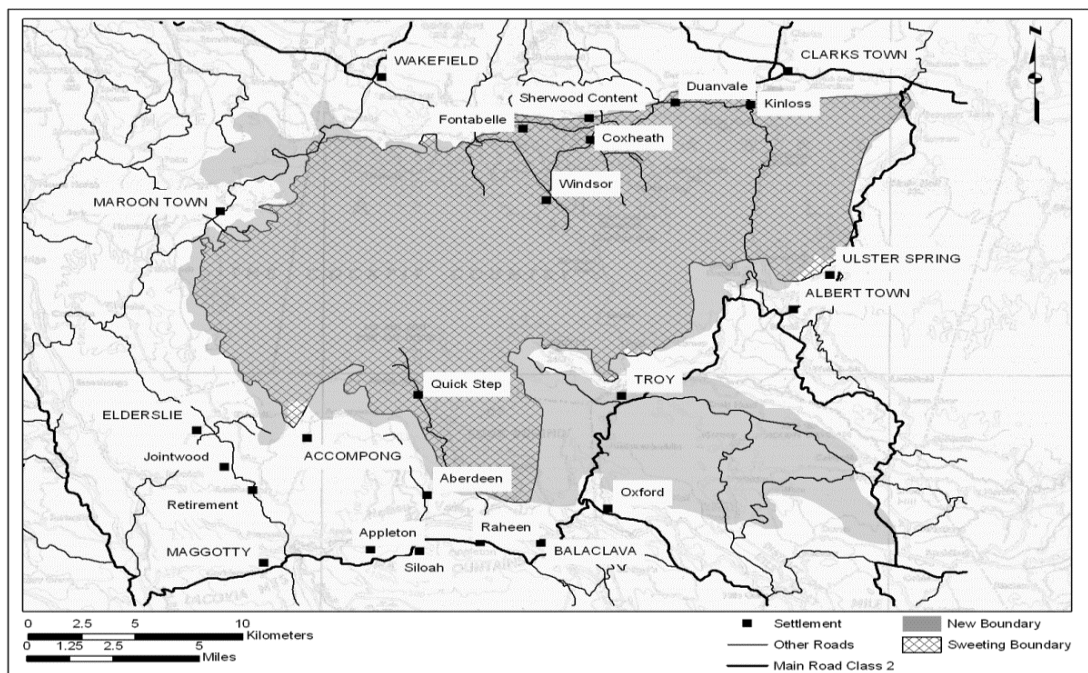 N
WAKEFIELD
CLARKS TOWN
Duanvale
Sherwood Content
Kinloss
Fontabelle
Coxheath
Windsor
MAROON TOWN
ULSTER SPRING
ALBERT TOWN
Quick Step
TROY
ELDERSLIE
ACCOMPONG
Jointwood
Aberdeen
Retirement
Oxford
Appleton
Raheen
MAGGOTTY
Siloah
BALACLAVA
0 2.5 5 10
Kilometers
0 1.25 2.5 5
Miles
Settlement
New Boundary
Other Roads
Sweeting Boundary
Main Road Class 2